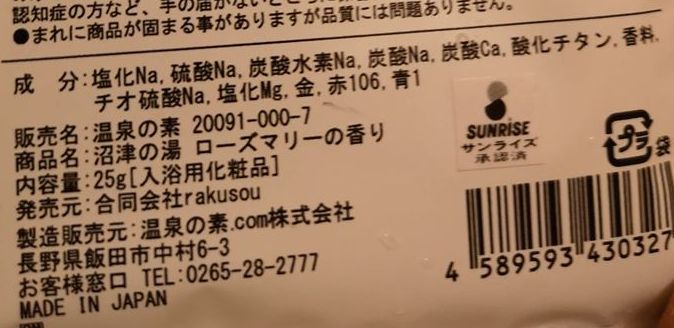 認知症の方など、手の届かないところに
●まれに商品が固まる事がありますが品質には問題ありません。
成 分:塩化Na, 硫酸Na, 炭酸水素Na, 炭酸Na, 炭酸Ca, 酸化チタン, 香料,
チオ硫酸Na, 塩化Mg, 金, 赤106, 青1
販売名:温泉の素 20091-000-7
商品名:沼津の湯 ローズマリーの香り
内容量:25g[入浴用化粧品]
発売元:合同会社rakusou
製造販売元:温泉の素.com株式会社
長野県飯田市中村6-3
お客様窓口 TEL:0265-28-2777
MADE IN JAPAN
SUNRISE
サンライズ
承認済
プラ
袋
4 589593 430327